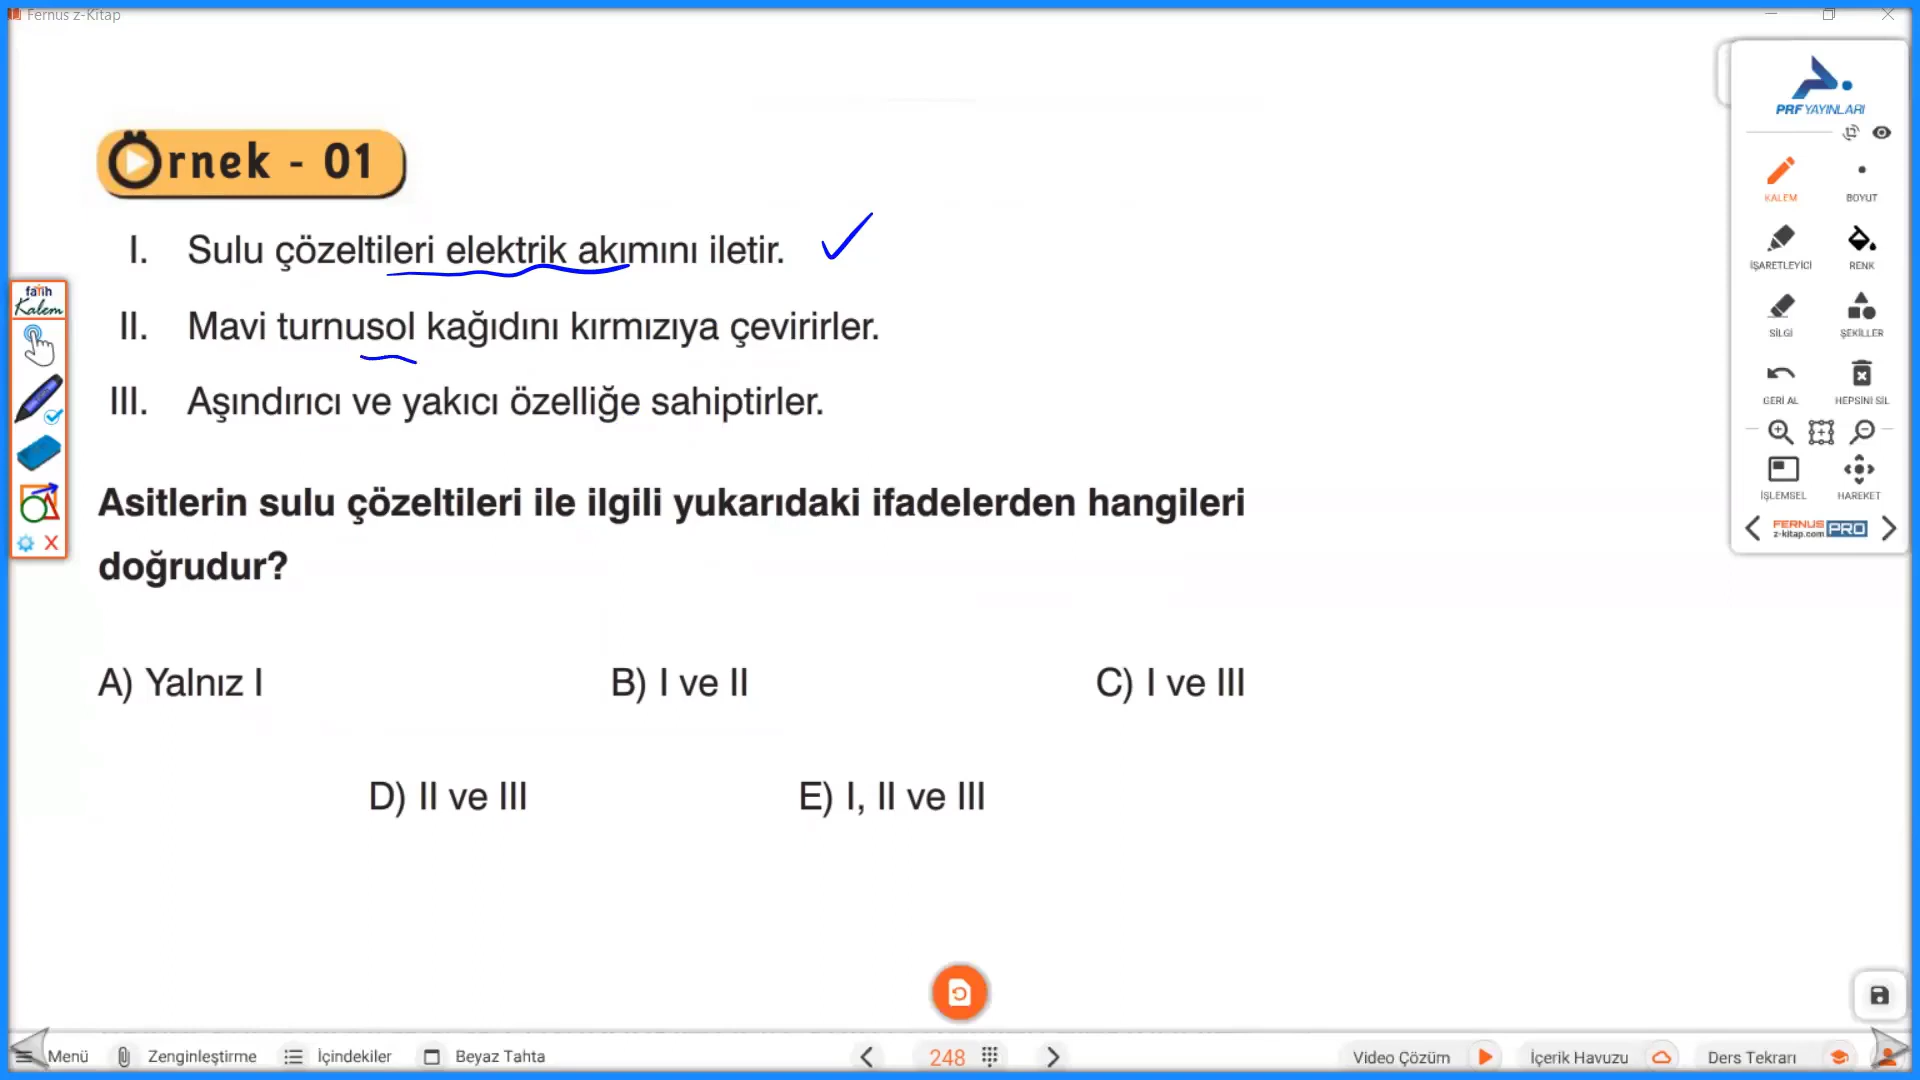 Fernus z-Kitap
Örnek - 01
I. Sulu çözeltileri elektrik akımını iletir.
II. Mavi turnusol kağıdını kırmızıya çevirirler.
III. Aşındırıcı ve yakıcı özelliğe sahiptirler.
Asitlerin sulu çözeltileri ile ilgili yukarıdaki ifadelerden hangileri
doğrudur?
A) Yalnız I
B) I ve II
C) I ve III
D) II ve III
E) I, II ve III
fatih
Kalem
PRF YAYINLARI
KALEM
BOYUT
İŞARETLEYİCİ
RENK
SİLGİ
ŞEKİLLER
GERİ AL
HEPSİNİ SİL
İŞLEMSEL
HAREKET
FERNUS
z-kitap.com
PRO
Menü
Zenginleştirme
İçindekiler
Beyaz Tahta
248
Video Çözüm
İçerik Havuzu
Ders Tekrarı